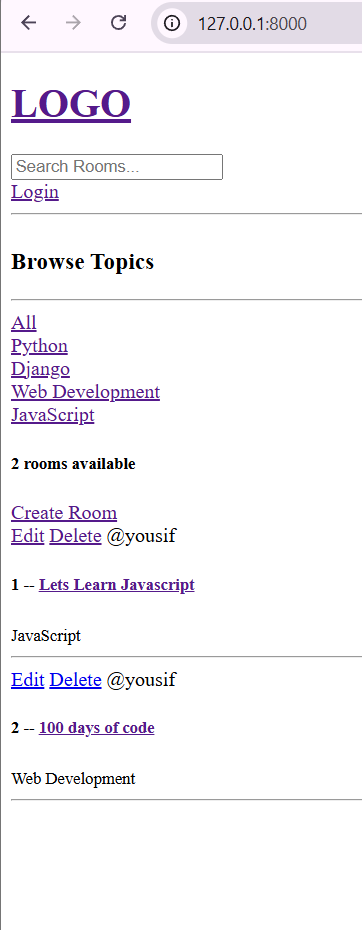 127.0.0.1:8000
LOGO
Search Rooms...
Login
Browse Topics
All
Python
Django
Web Development
JavaScript
2 rooms available
Create Room
Edit Delete @yousif
1 -- Lets Learn Javascript
JavaScript
Edit Delete @yousif
2 -- 100 days of code
Web Development